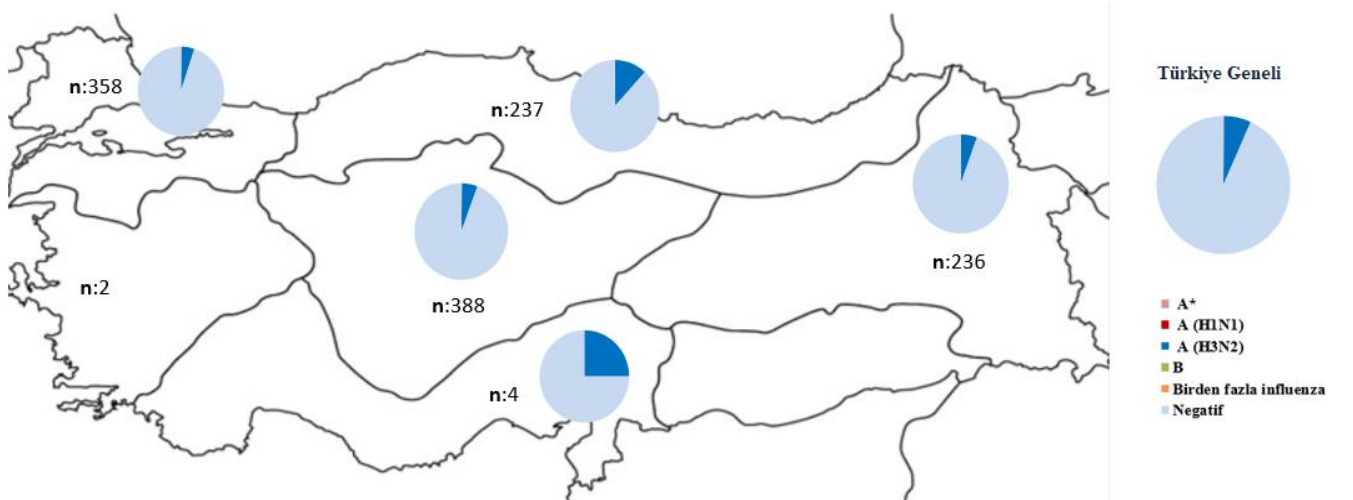 n:358
n:237
n:2
n:388
n:236
n:4
Türkiye Geneli
A*
A (H1N1)
A (H3N2)
B
Birden fazla influenza
Negatif